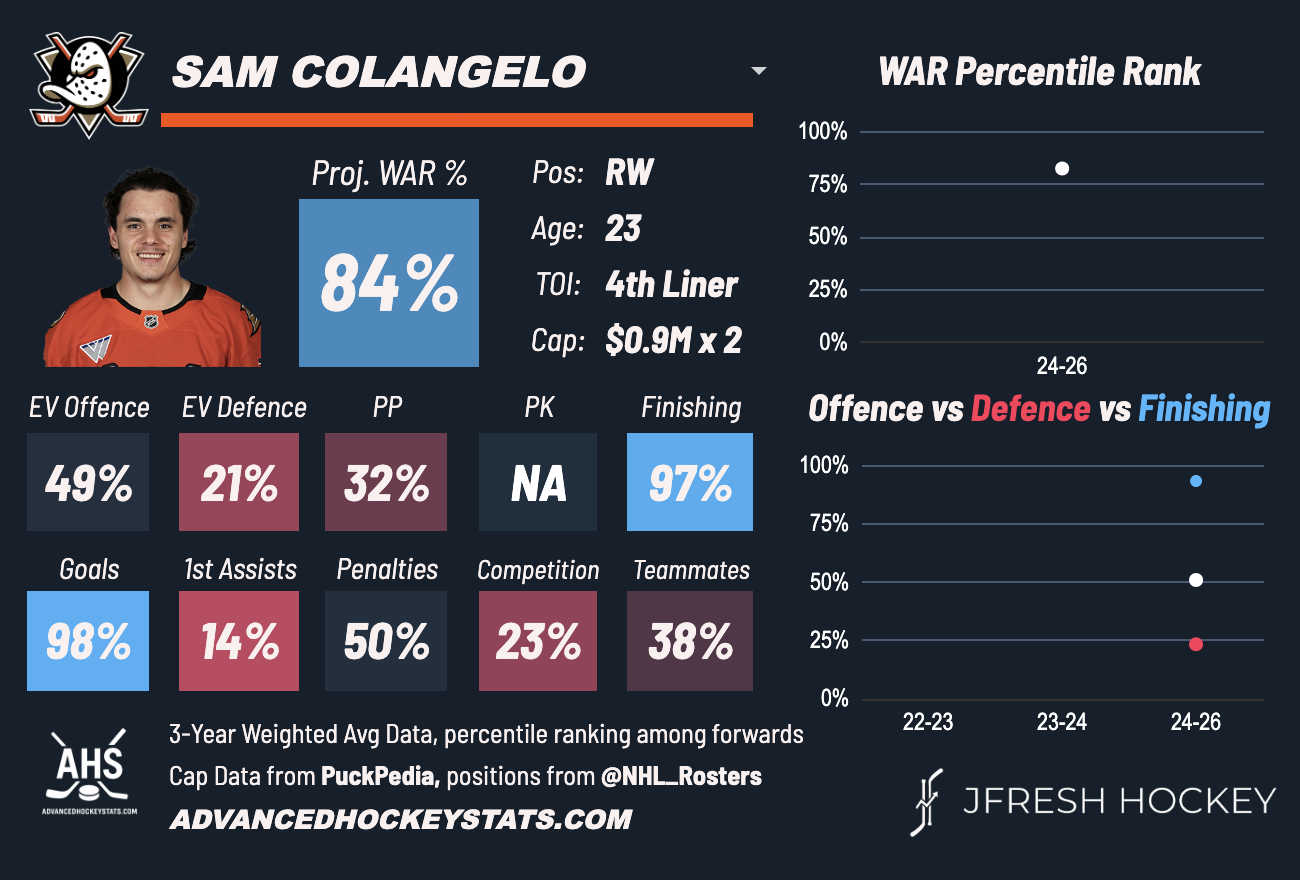 SAM COLANGELO
WAR Percentile Rank
Proj. WAR %
84%
Pos: RW
Age: 23
TOI: 4th Liner
Cap: $0.9M x 2
100%
75%
50%
25%
0%
24-26
EV Offence EV Defence PP PK Finishing
49% 21% 32% NA 97%
Goals 1st Assists Penalties Competition Teammates
98% 14% 50% 23% 38%
Offence vs Defence vs Finishing
100%
75%
50%
25%
0%
22-23 23-24 24-26
AHS
ADVANCEDHOCKEYSTATS.COM
3-Year Weighted Avg Data, percentile ranking among forwards
Cap Data from PuckPedia, positions from @NHL_Rosters
ADVANCEDHOCKEYSTATS.COM
JFRESH HOCKEY